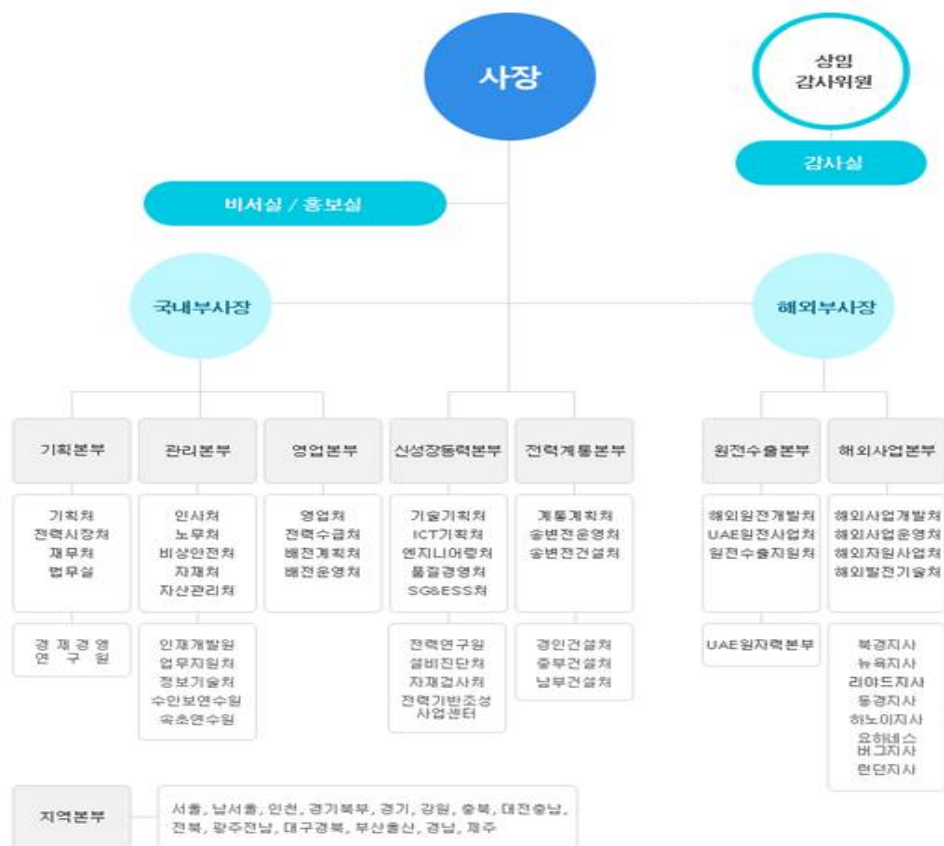 사장
상임
감사위원
감사실
비서실 / 홍보실
국내부사장
해외부사장
기획본부
관리본부
영업본부
신성장동력본부
전력계통본부
원전수출본부
해외사업본부
기획처
전력시장처
재무처
법무실
인사처
노무처
비상안전처
자재처
자산관리처
영업처
전력수급처
배전계획처
배전운영처
기술기획처
ICT기획처
엔지니어링처
품질경영처
SG&ESS처
계통계획처
송변전운영처
송변전건설처
해외원전개발처
UAE원전사업처
원전수출지원처
해외사업개발처
해외사업운영처
해외자원사업처
해외발전기술처
경 제 경 영
연 구 원
인재개발원
업무지원처
정보기술처
수안보연수원
속초연수원
전력연구원
설비진단처
자재검사처
전력기반조성
사업센터
경인건설처
중부건설처
남부건설처
UAE원자력본부
북경지사
뉴욕지사
리야드지사
동경지사
하노이지사
요하네스
버그지사
런던지사
지역본부
서울, 남서울, 인천, 경기북부, 경기, 강원, 충북, 대전충남,
전북, 광주전남, 대구경북, 부산울산, 경남, 제주